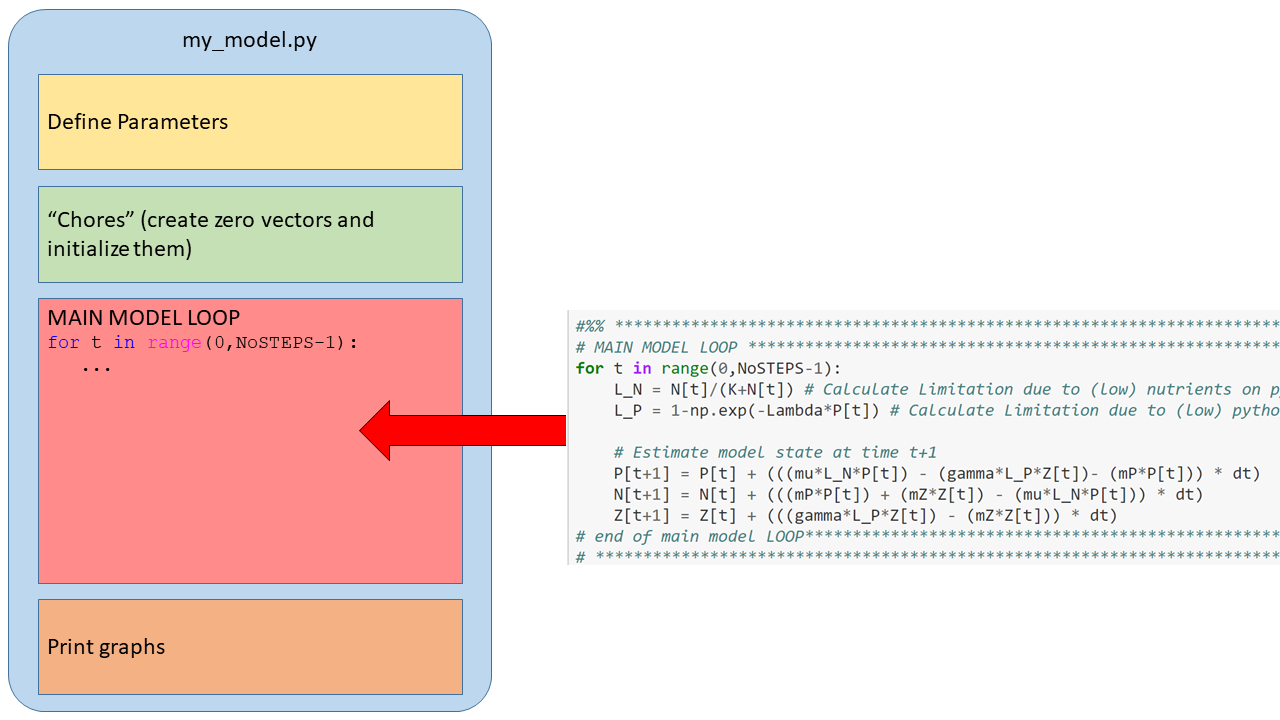 my_model.py
Define Parameters
“Chores” (create zero vectors and
initialize them)
MAIN MODEL LOOP
for t in range(0,NoSTEPS-1):
...
Print graphs
#%% **********************************************************************
# MAIN MODEL LOOP ********************************************************
for t in range(0,NoSTEPS-1):
L_N = N[t]/(K+N[t]) # Calculate Limitation due to (low) nutrients on
L_P = 1-np.exp(-Lambda*P[t]) # Calculate Limitation due to (low)
# Estimate model state at time t+1
P[t+1] = P[t] + (((mu*L_N*P[t]) - (gamma*L_P*Z[t])- (mP*P[t])) * dt)
N[t+1] = N[t] + (((mP*P[t]) + (mZ*Z[t]) - (mu*L_N*P[t])) * dt)
Z[t+1] = Z[t] + (((gamma*L_P*Z[t]) - (mZ*Z[t])) * dt)
# end of main model LOOP**************************************************
# ************************************************************************